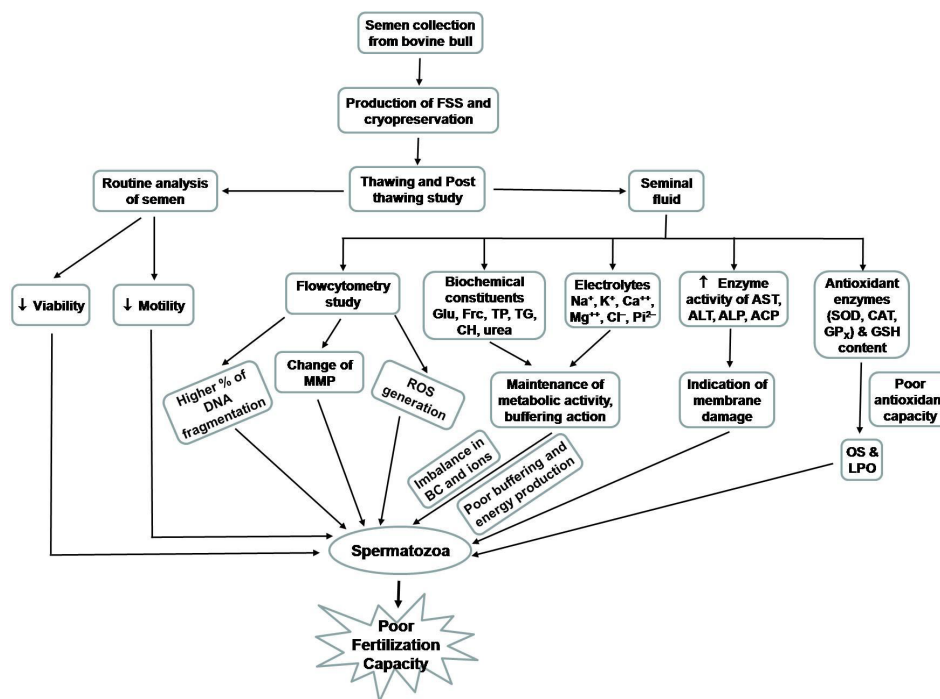 Semen collection
from bovine bull
Production of FSS and
cryopreservation
Routine analysis
of semen
Thawing and Post
thawing study
Seminal
fluid
↓ Viability
↓ Motility
Flowcytometry
study
Biochemical
constituents
Glu, Frc, TP, TG,
CH, urea
Electrolytes
Na⁺, K⁺, Ca⁺⁺,
Mg⁺⁺, Cl⁻, Pi²⁻
↑ Enzyme
activity of AST,
ALT, ALP, ACP
Antioxidant
enzymes
(SOD, CAT,
GPₓ) & GSH
content
Higher % of
DNA
fragmentation
Change of
MMP
ROS
generation
Maintenance of
metabolic activity,
buffering action
Indication of
membrane
damage
Poor
antioxidant
capacity
Imbalance in
BC and ions
Poor buffering and
energy production
OS &
LPO
Spermatozoa
Poor
Fertilization
Capacity